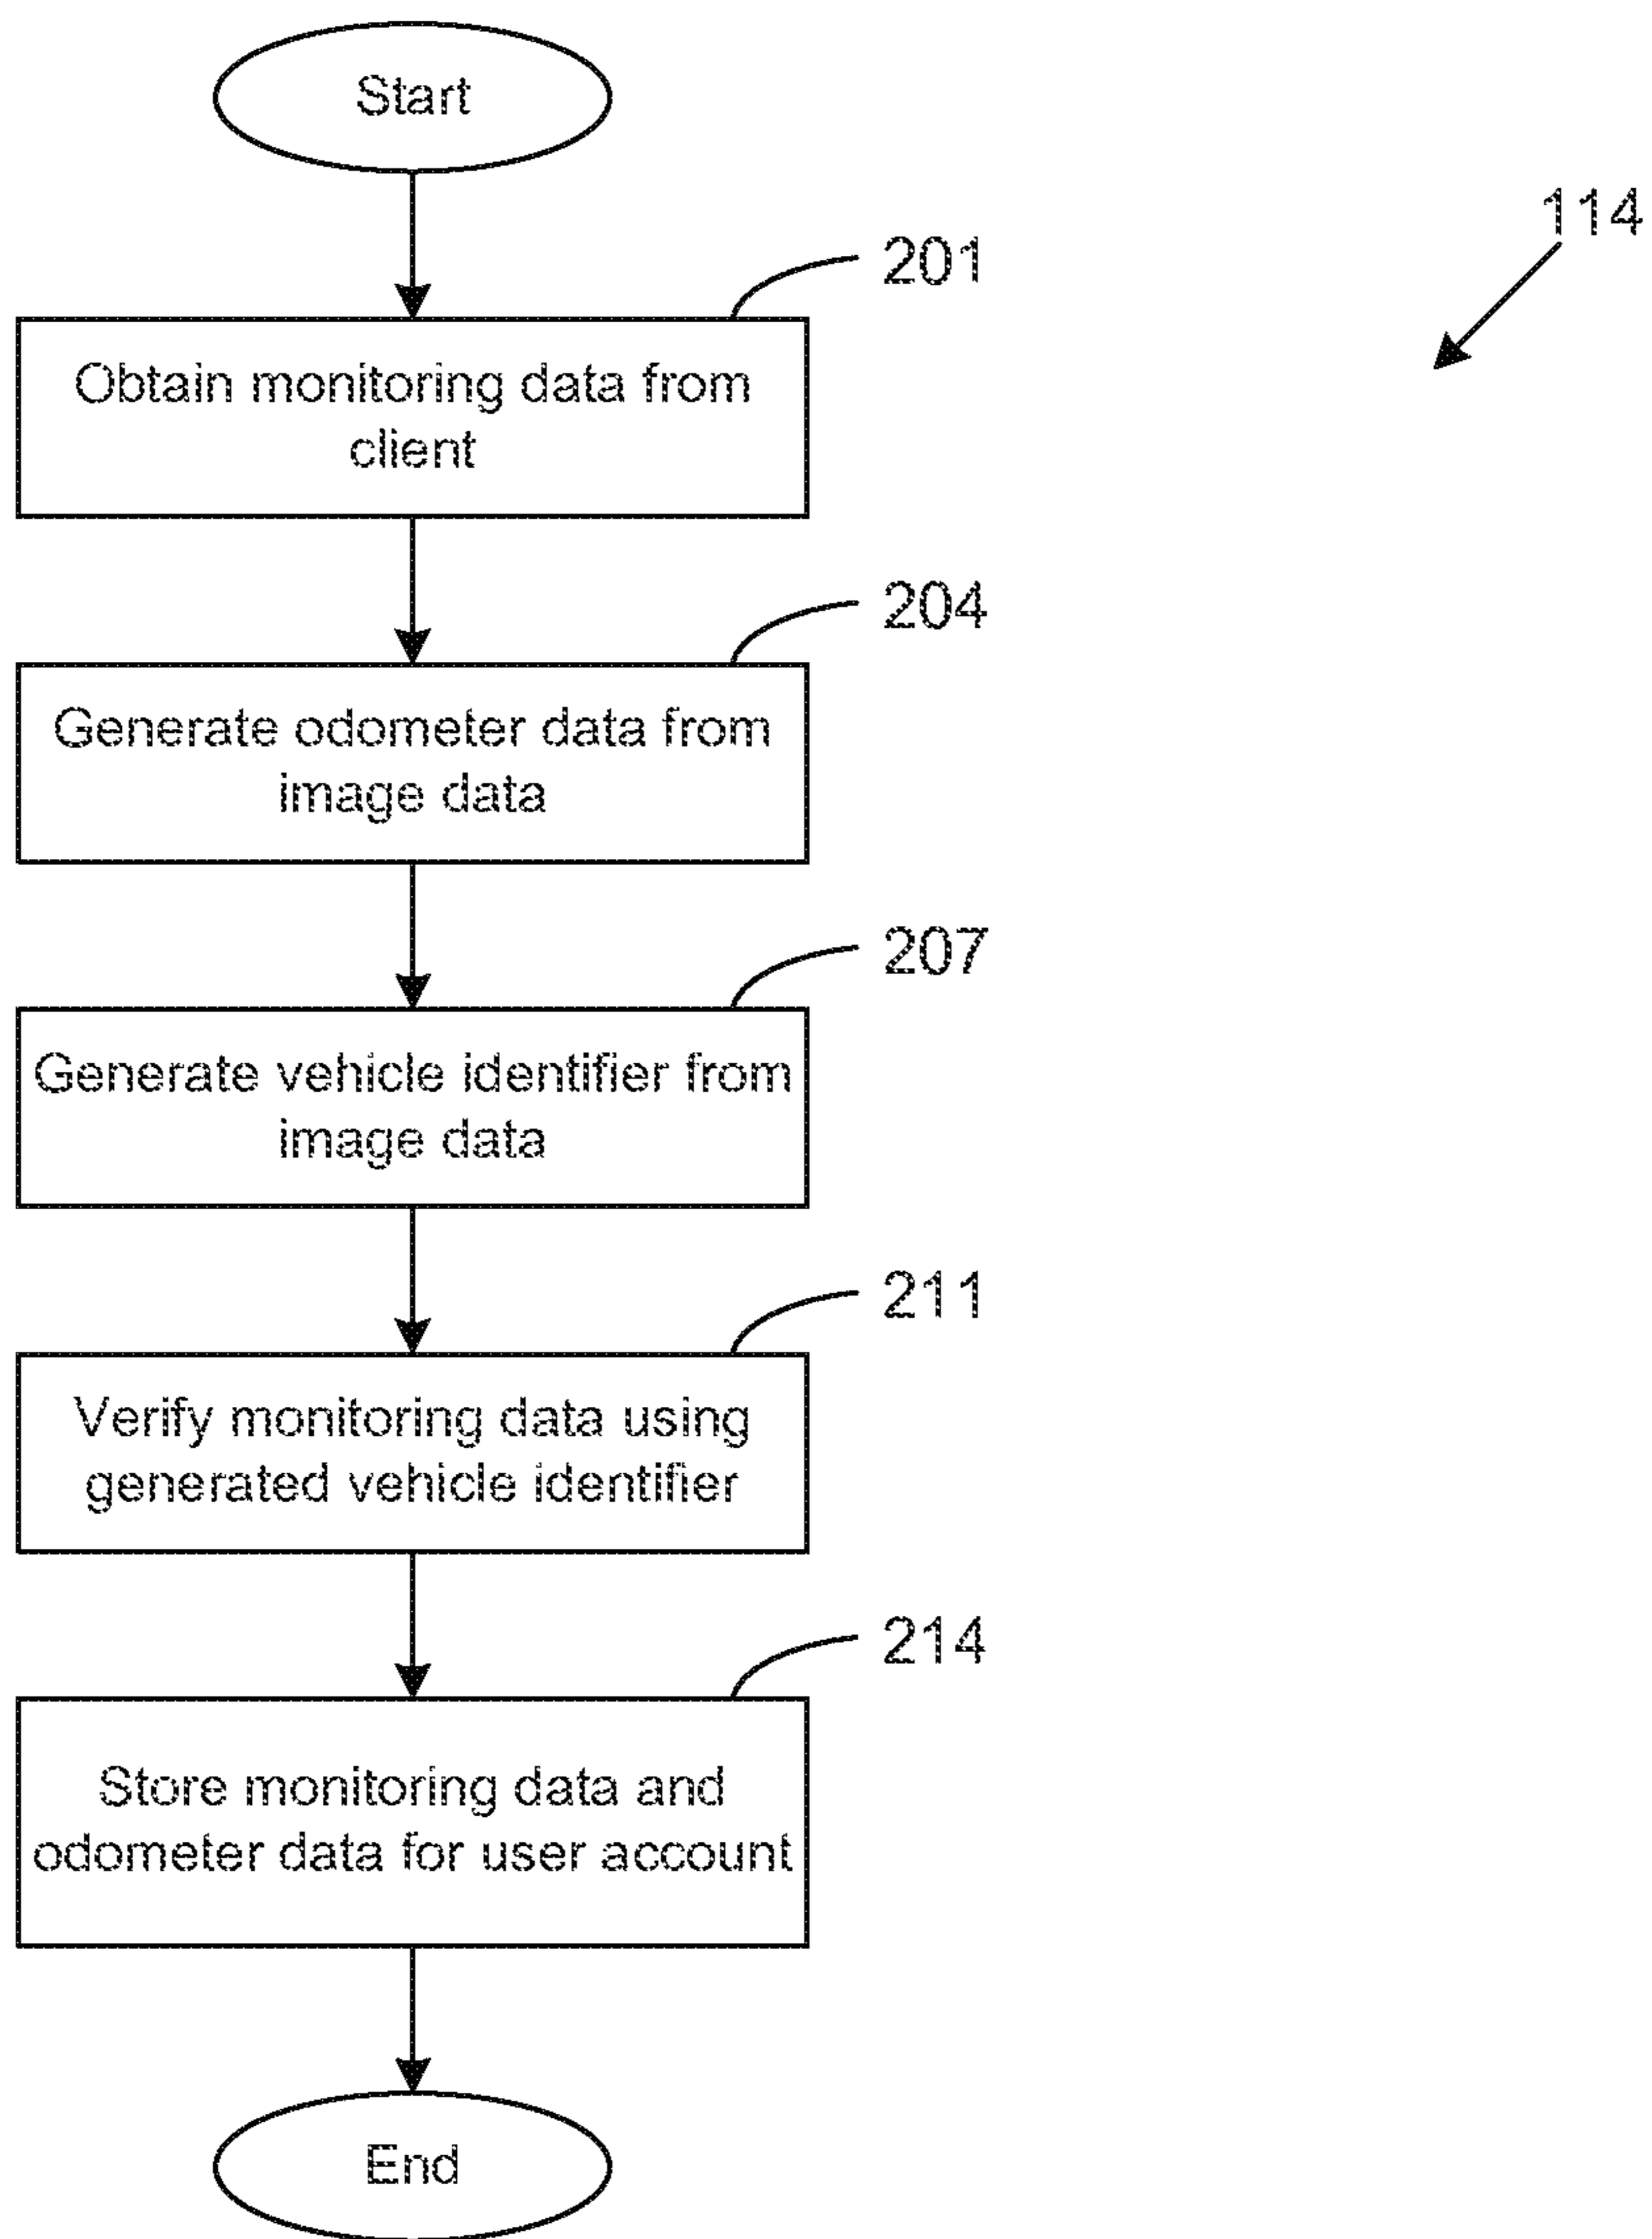 Start
114
201
Obtain monitoring data from
client
204
Generate odometer data from
image data
207
Generate vehicle identifier from
image data
211
Verify monitoring data using
generated vehicle identifier
214
Store monitoring data and
odometer data for user account
End